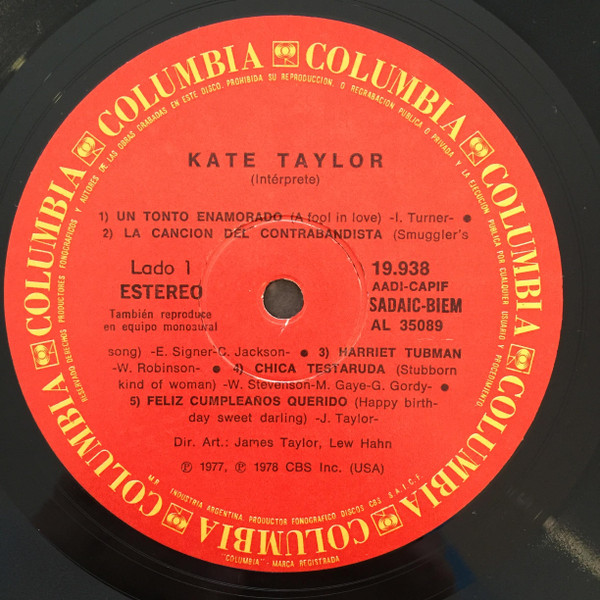 COLUMBIA COLUMBIA COLUMBIA COLUMBIA COLUMBIA COLUMBIA COLUMBIA
RESERVADO DERECHOS PRODUCTORES FONOGRAFICOS Y AUTORES DE LAS OBRAS GRABADAS EN ESTE DISCO. PROHIBIDA SU REPRODUCCION, O REGRABACION PUBLICA O PRIVADA Y LA EJECUCION PUBLICA POR CUALQUIER USUARIO Y PROCEDIMIENTO.
KATE TAYLOR
(Intérprete)
1) UN TONTO ENAMORADO (A fool in love) -I. Turner- ●
2) LA CANCION DEL CONTRABANDISTA (Smuggler's
Lado 1
ESTEREO
También reproduce
en equipo monosural
19.938
AADI-CAPIF
SADAIC-BIEM
AL 35089
song) -E. Signer-C. Jackson- ● 3) HARRIET TUBMAN
-W. Robinson- ● 4) CHICA TESTARUDA (Stubborn
kind of woman) -W. Stevenson-M. Gaye-G. Gordy- ●
5) FELIZ CUMPLEAÑOS QUERIDO (Happy birth-
day sweet darling) -J. Taylor-
Dir. Art.: James Taylor, Lew Hahn
Ⓟ 1977, Ⓟ 1978 CBS Inc. (USA)
M.R INDUSTRIA ARGENTINA. PRODUCTOR FONOGRAFICO DISCOS CBS S.A.I.C.F.
"COLUMBIA" - MARCA REGISTRADA